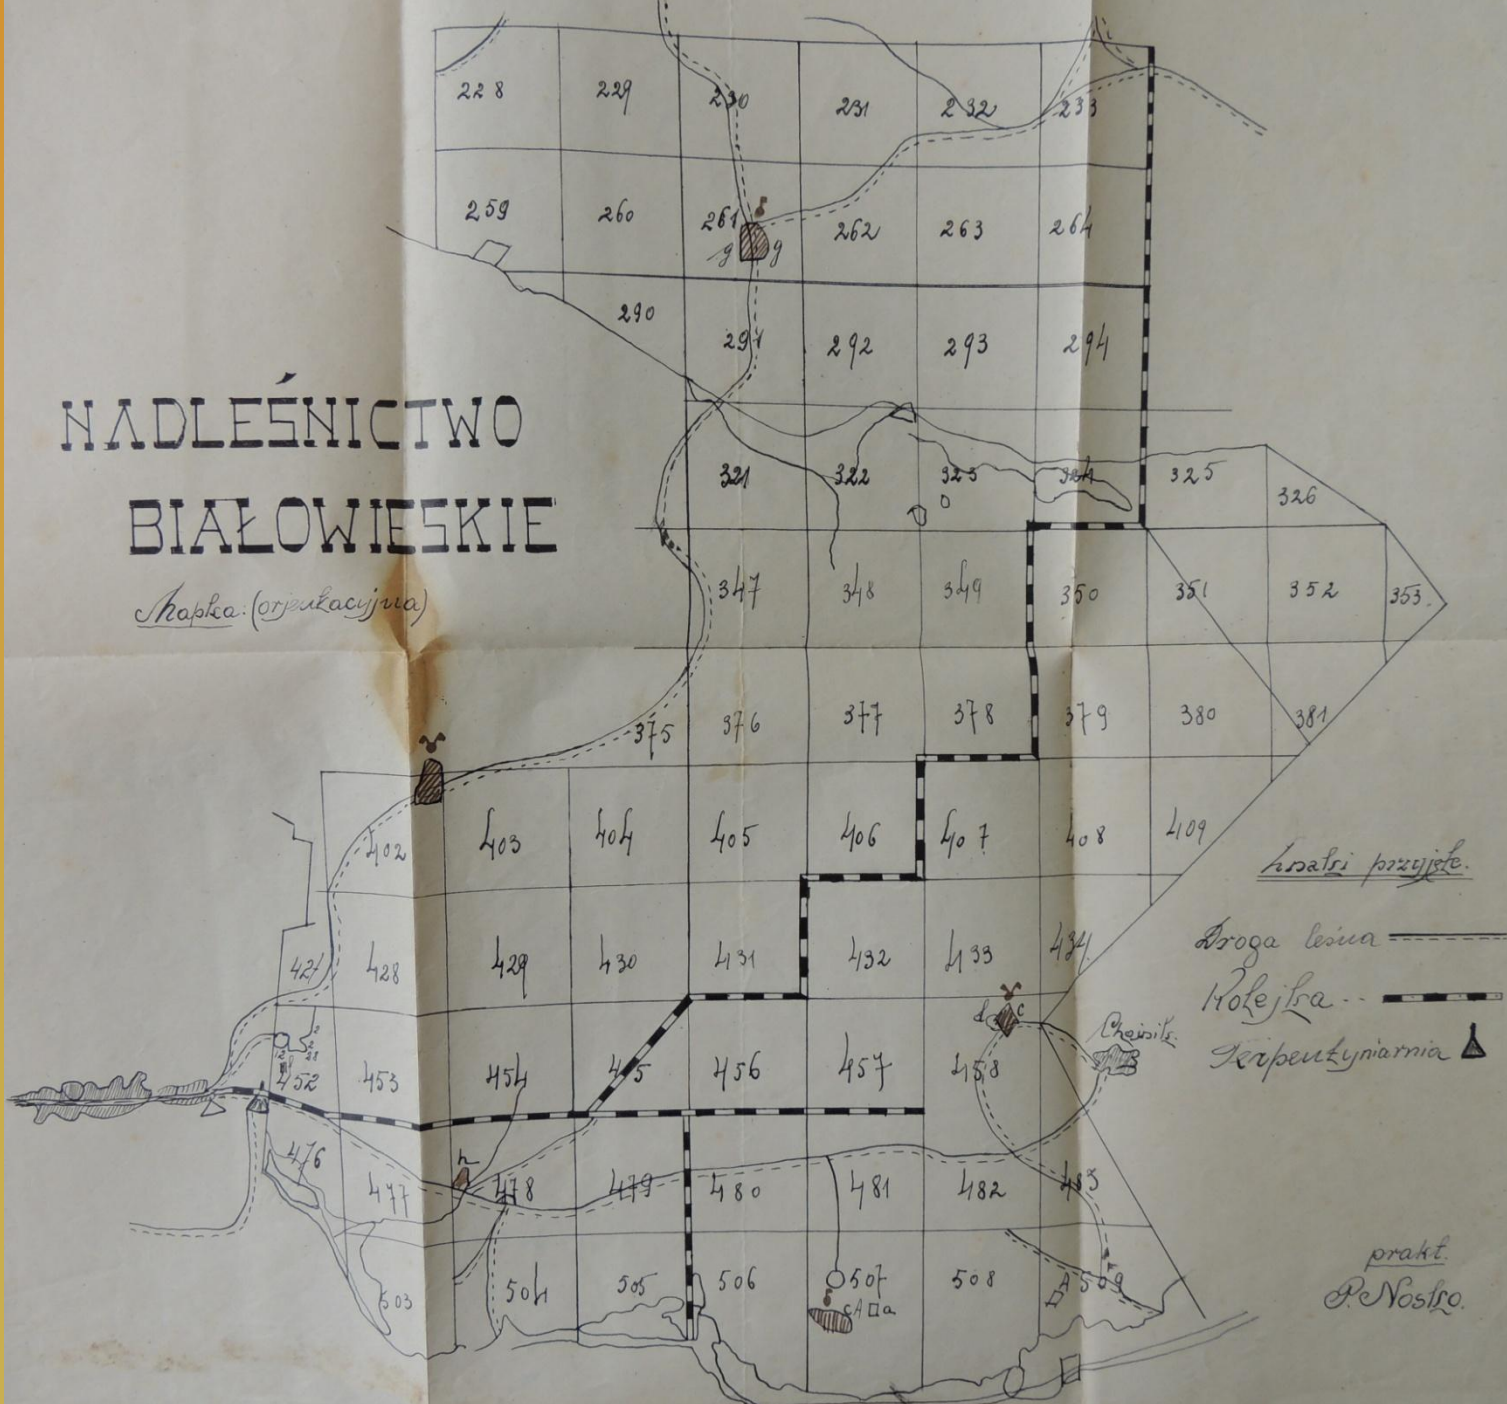 228 229 230 231 232 233
259 260 261 262 263 264
g g
290 291 292 293 294
NADLEŚNICTWO
BIAŁOWIESKIE
Mapka: (orjentacyjna)
321 322 323 324 325 326
347 348 349 350 351 352 353.
375 376 377 378 379 380 381
402 403 404 405 406 407 408 409
427 428 429 430 431 432 433 434
d c
452 453 454 455 456 457 458
476 477 h 478 479 480 481 482 483
503 504 505 506 507 508 509
a
Znaki przyjęte.
Droga leśna
Kolejka
Terpentyniarnia
prakt.
P. Nosko.